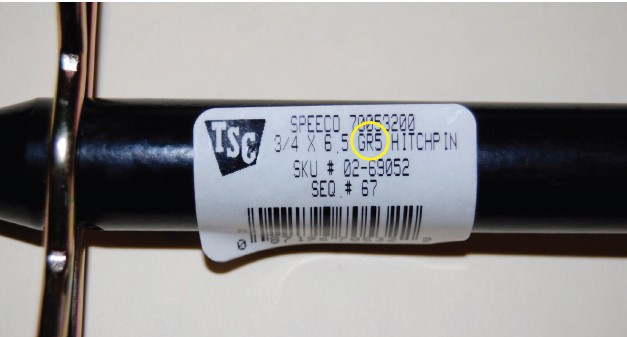 TSC
SPEECO 70053200
3/4 X 6.5 GR5 HITCHPIN
SKU # 02-69052
SEQ # 67